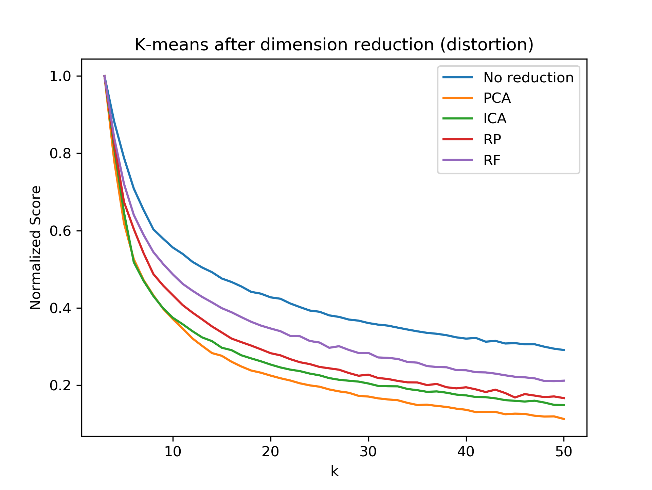 K-means after dimension reduction (distortion)
1.0
0.8
0.6
0.4
0.2
Normalized Score
No reduction
PCA
ICA
RP
RF
10
20
30
40
50
k